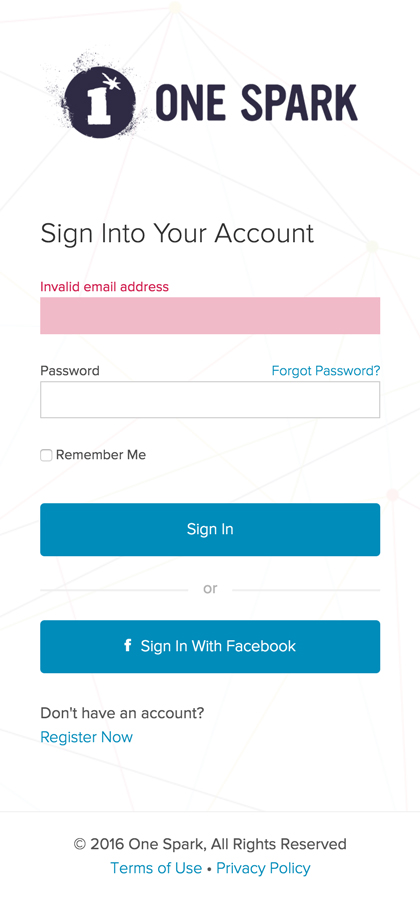 1 ONE SPARK
Sign Into Your Account
Invalid email address
Password Forgot Password?
Remember Me
Sign In
or
f Sign In With Facebook
Don't have an account?
Register Now
© 2016 One Spark, All Rights Reserved
Terms of Use • Privacy Policy